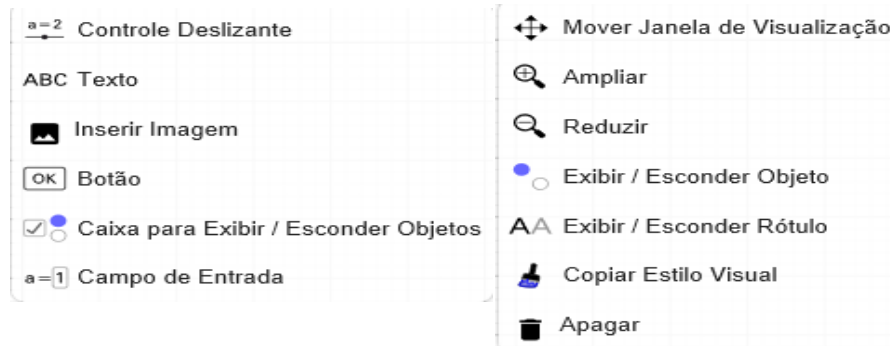 a=2 Controle Deslizante
ABC Texto
Inserir Imagem
OK Botão
Caixa para Exibir / Esconder Objetos
a=1 Campo de Entrada
Mover Janela de Visualização
Ampliar
Reduzir
Exibir / Esconder Objeto
AA Exibir / Esconder Rótulo
Copiar Estilo Visual
Apagar